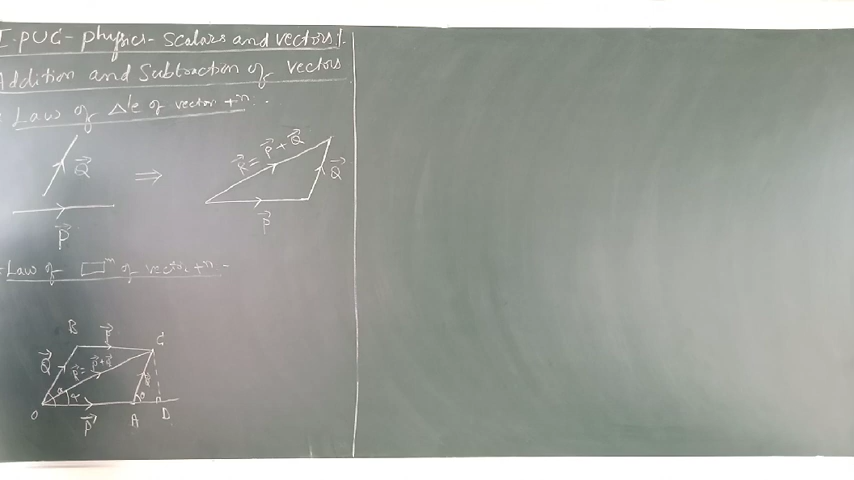 I-PUC-physics-scalars and vectors:
Addition and Subtraction of vectors
Law of Δle of vector +n:-
Q⃗
R⃗ = P⃗ + Q⃗
Q⃗
P⃗
P⃗
Law of ▭m of vector +n -
B P⃗ C
Q⃗ R⃗ = P⃗ + Q⃗ Q⃗
θ α θ
O P⃗ A D